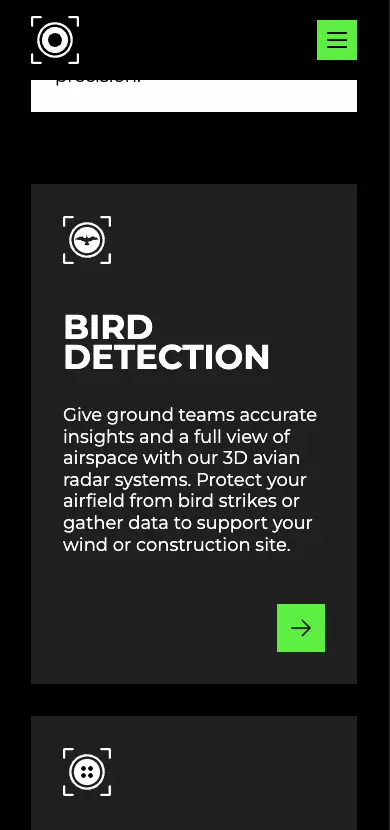 precision.
BIRD
DETECTION
Give ground teams accurate
insights and a full view of
airspace with our 3D avian
radar systems. Protect your
airfield from bird strikes or
gather data to support your
wind or construction site.